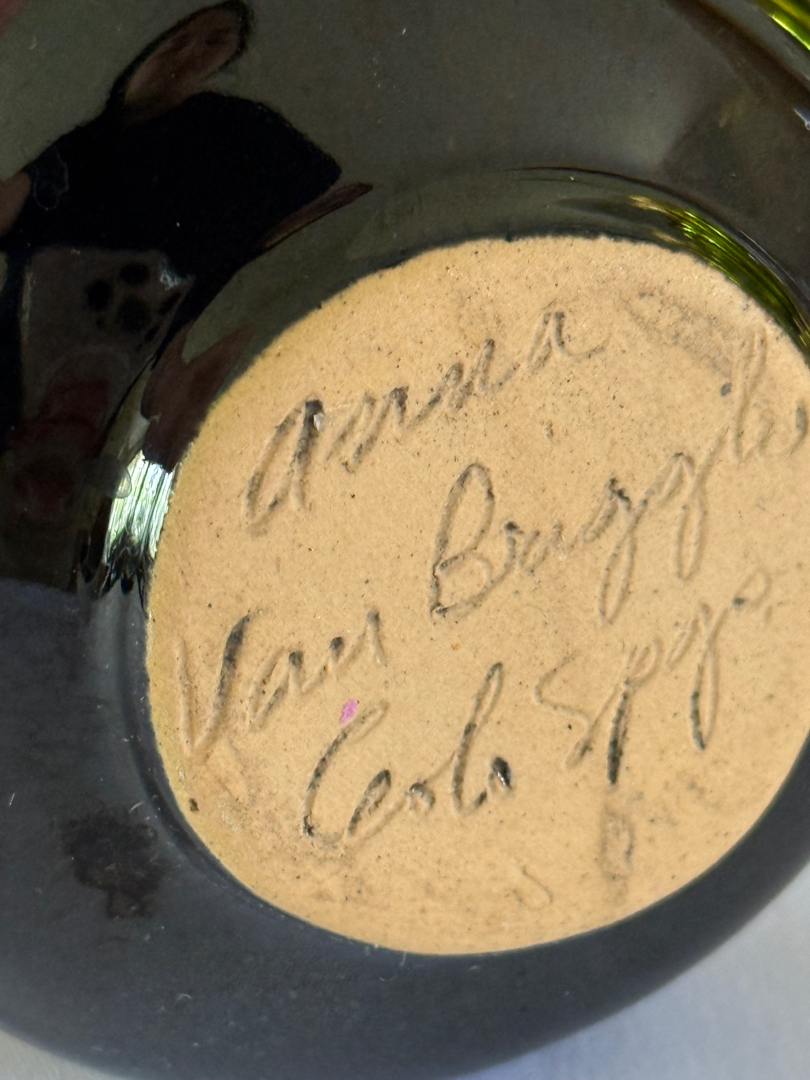 Anna
Van Briggle
Colo Spgs.